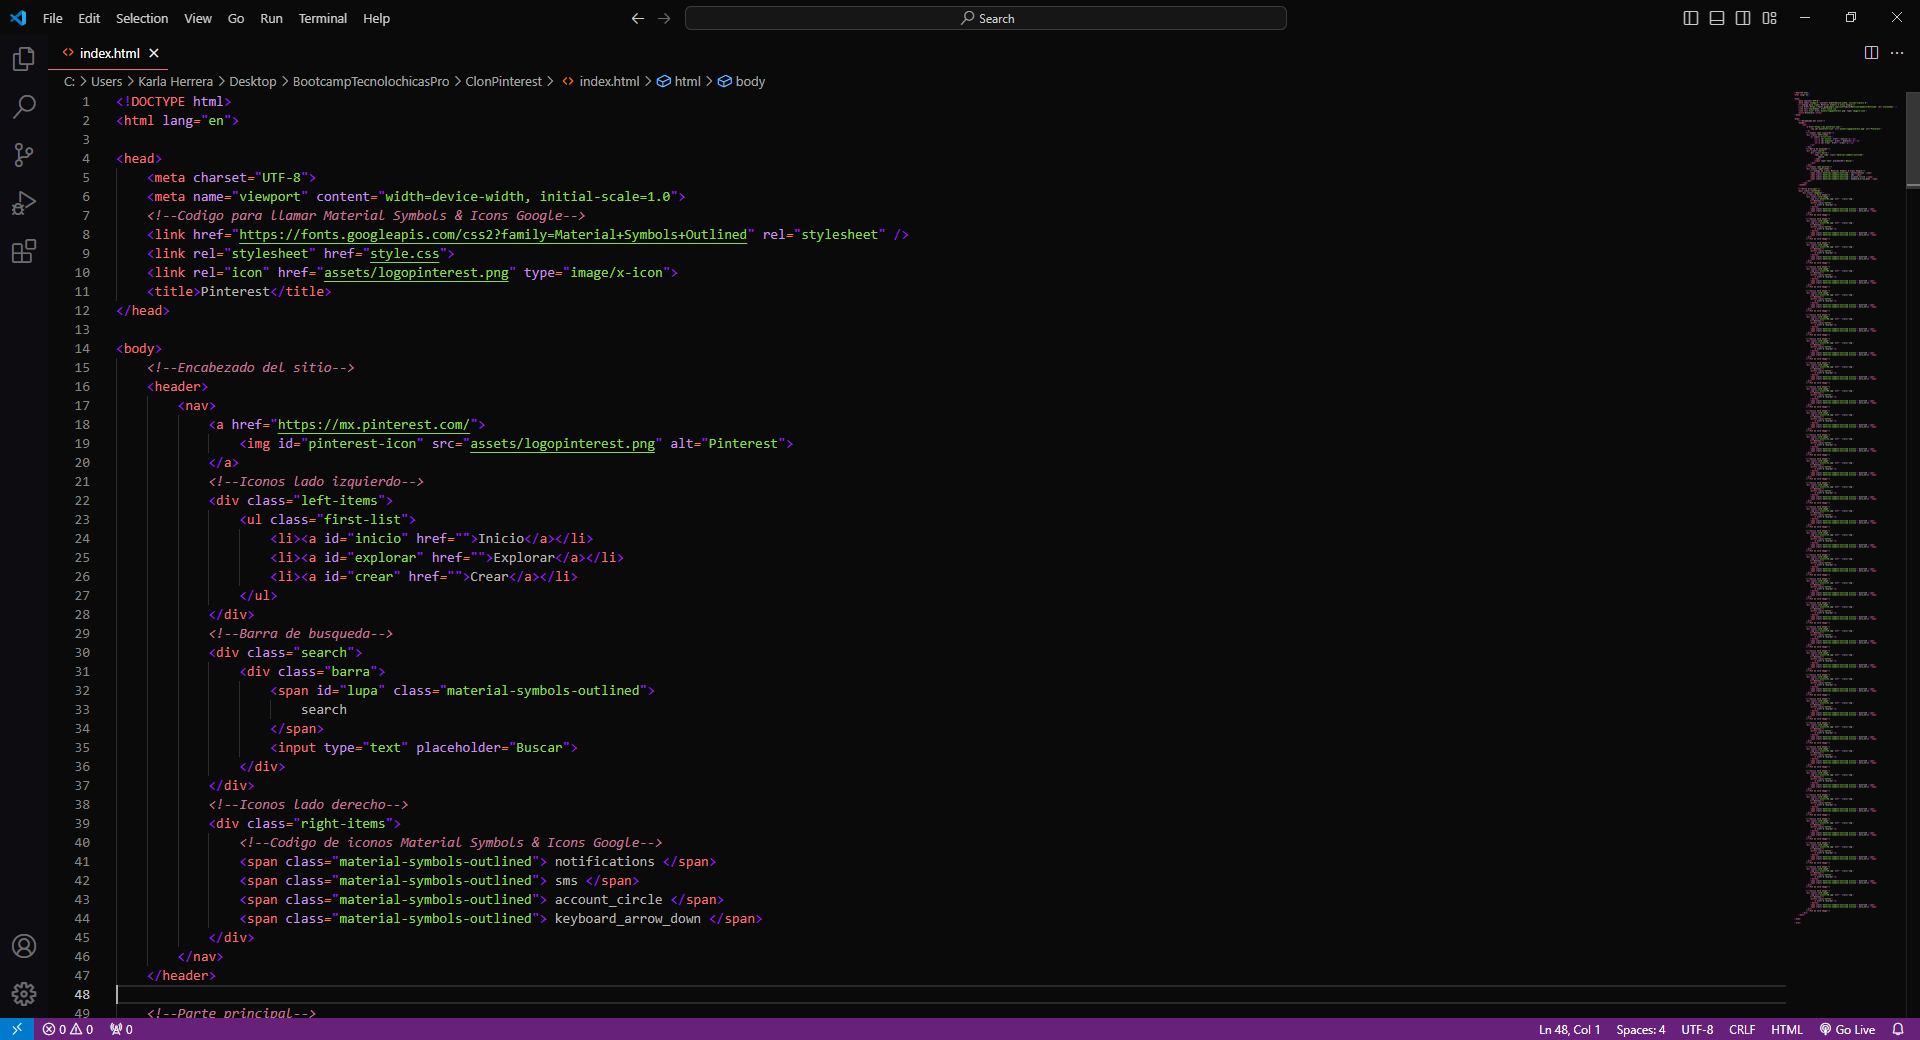 File Edit Selection View Go Run Terminal Help
Search
index.html
C: > Users > Karla Herrera > Desktop > BootcampTecnolochicasPro > ClonPinterest > index.html > html > body
1 <!DOCTYPE html>
2 <html lang="en">
3
4 <head>
5 <meta charset="UTF-8">
6 <meta name="viewport" content="width=device-width, initial-scale=1.0">
7 <!--Codigo para llamar Material Symbols & Icons Google-->
8 <link href="https://fonts.googleapis.com/css2?family=Material+Symbols+Outlined" rel="stylesheet" />
9 <link rel="stylesheet" href="style.css">
10 <link rel="icon" href="assets/logopinterest.png" type="image/x-icon">
11 <title>Pinterest</title>
12 </head>
13
14 <body>
15 <!--Encabezado del sitio-->
16 <header>
17 <nav>
18 <a href="https://mx.pinterest.com/">
19 <img id="pinterest-icon" src="assets/logopinterest.png" alt="Pinterest">
20 </a>
21 <!--Iconos lado izquierdo-->
22 <div class="left-items">
23 <ul class="first-list">
24 <li><a id="inicio" href="">Inicio</a></li>
25 <li><a id="explorar" href="">Explorar</a></li>
26 <li><a id="crear" href="">Crear</a></li>
27 </ul>
28 </div>
29 <!--Barra de busqueda-->
30 <div class="search">
31 <div class="barra">
32 <span id="lupa" class="material-symbols-outlined">
33 search
34 </span>
35 <input type="text" placeholder="Buscar">
36 </div>
37 </div>
38 <!--Iconos lado derecho-->
39 <div class="right-items">
40 <!--Codigo de iconos Material Symbols & Icons Google-->
41 <span class="material-symbols-outlined"> notifications </span>
42 <span class="material-symbols-outlined"> sms </span>
43 <span class="material-symbols-outlined"> account_circle </span>
44 <span class="material-symbols-outlined"> keyboard_arrow_down </span>
45 </div>
46 </nav>
47 </header>
48
49 <!--Parte principal-->
0 0 0 Ln 48, Col 1 Spaces: 4 UTF-8 CRLF HTML Go Live